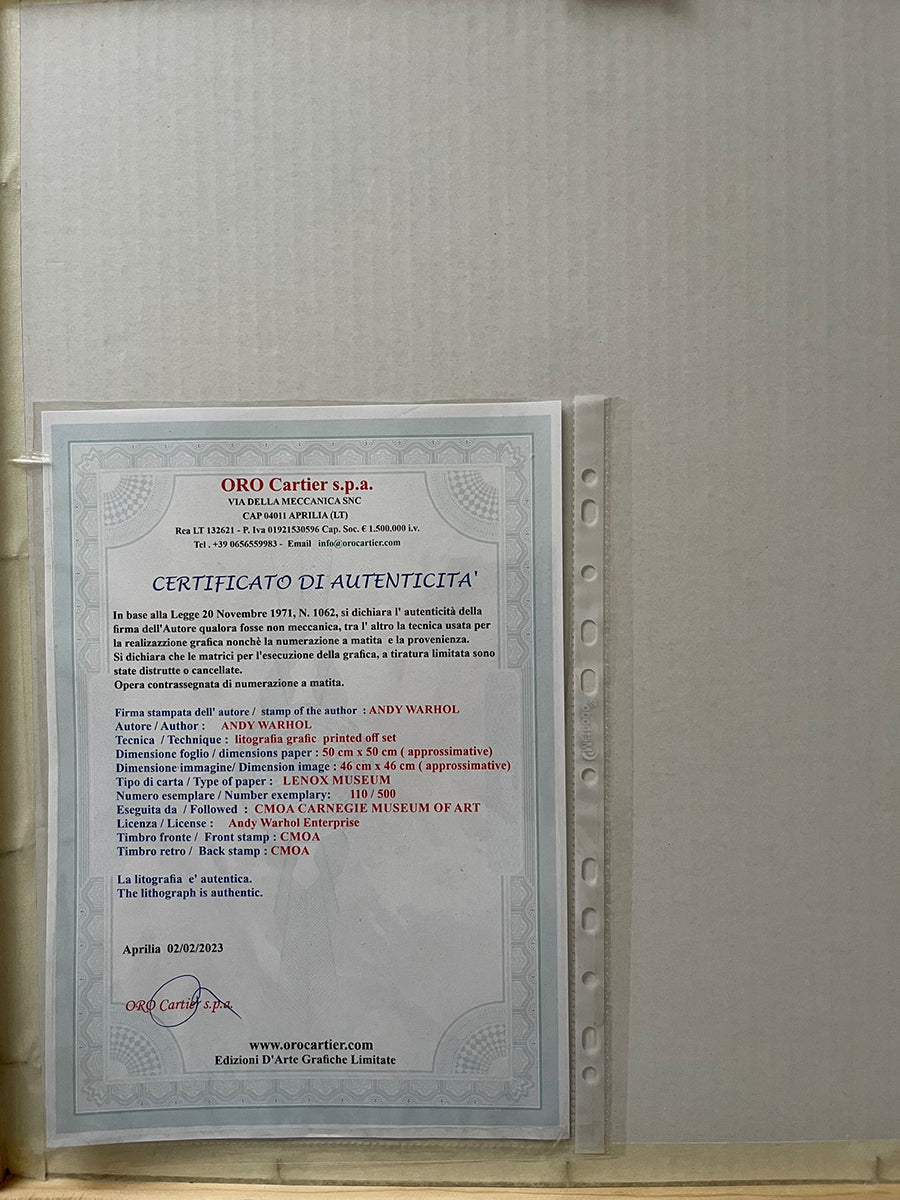 ORO Cartier s.p.a.
VIA DELLA MECCANICA SNC
CAP 04011 APRILIA (LT)
Rea LT 132621 - P. Iva 01921530596 Cap. Soc. € 1.500.000 i.v.
Tel . +39 0656559983 - Email info@orocartier.com
CERTIFICATO DI AUTENTICITA'
In base alla Legge 20 Novembre 1971, N. 1062, si dichiara l' autenticità della
firma dell'Autore qualora fosse non meccanica, tra l' altro la tecnica usata per
la realizazzione grafica nonchè la numerazione a matita e la provenienza.
Si dichiara che le matrici per l'esecuzione della grafica, a tiratura limitata sono
state distrutte o cancellate.
Opera contrassegnata di numerazione a matita.
Firma stampata dell' autore / stamp of the author : ANDY WARHOL
Autore / Author : ANDY WARHOL
Tecnica / Technique : litografia grafic printed off set
Dimensione foglio / dimensions paper : 50 cm x 50 cm ( approssimative)
Dimensione immagine/ Dimension image : 46 cm x 46 cm ( approssimative)
Tipo di carta / Type of paper : LENOX MUSEUM
Numero esemplare / Number exemplary: 110 / 500
Eseguita da / Followed : CMOA CARNEGIE MUSEUM OF ART
Licenza / License : Andy Warhol Enterprise
Timbro fronte / Front stamp : CMOA
Timbro retro / Back stamp : CMOA
La litografia e' autentica.
The lithograph is authentic.
Aprilia 02/02/2023
ORO Cartier s.p.a.
www.orocartier.com
Edizioni D'Arte Grafiche Limitate